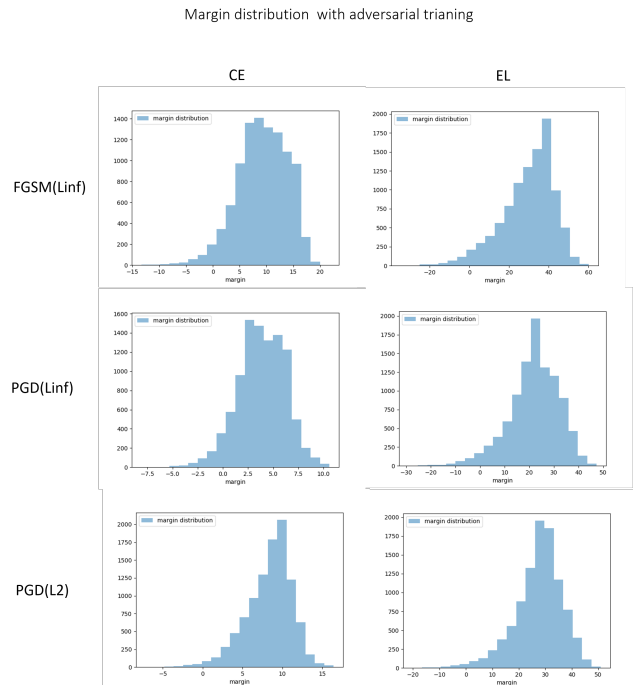 Margin distribution with adversarial trianing
CE
EL
FGSM(Linf)
margin distribution
1400
1200
1000
800
600
400
200
0
−15 −10 −5 0 5 10 15 20
margin
margin distribution
2000
1750
1500
1250
1000
750
500
250
0
−20 0 20 40 60
margin
PGD(Linf)
margin distribution
1600
1400
1200
1000
800
600
400
200
0
−7.5 −5.0 −2.5 0.0 2.5 5.0 7.5 10.0
margin
margin distribution
2000
1750
1500
1250
1000
750
500
250
0
−30 −20 −10 0 10 20 30 40 50
margin
PGD(L2)
margin distribution
2000
1750
1500
1250
1000
750
500
250
0
−5 0 5 10 15
margin
margin distribution
2000
1750
1500
1250
1000
750
500
250
0
−20 −10 0 10 20 30 40 50
margin